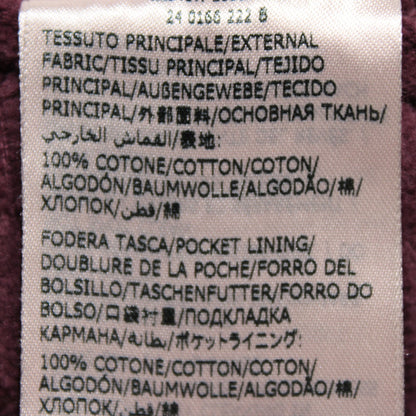 24 0166 222 8
TESSUTO PRINCIPALE/EXTERNAL
FABRIC/TISSU PRINCIPAL/TEJIDO
PRINCIPAL/AUßENGEWEBE/TECIDO
PRINCIPAL/外部面料/ОСНОВНАЯ ТКАНЬ/
القماش الخارجي/表地:
100% COTONE/COTTON/COTON/
ALGODÓN/BAUMWOLLE/ALGODÃO/棉/
ХЛОПОК/قطن/綿
FODERA TASCA/POCKET LINING/
DOUBLURE DE LA POCHE/FORRO DEL
BOLSILLO/TASCHENFUTTER/FORRO DO
BOLSO/口袋衬里/ПОДКЛАДКА
КАРМАНА/بطانة/ポケットライニング:
100% COTONE/COTTON/COTON/
ALGODÓN/BAUMWOLLE/ALGODÃO/棉/
ХЛОПОК/قطن/綿